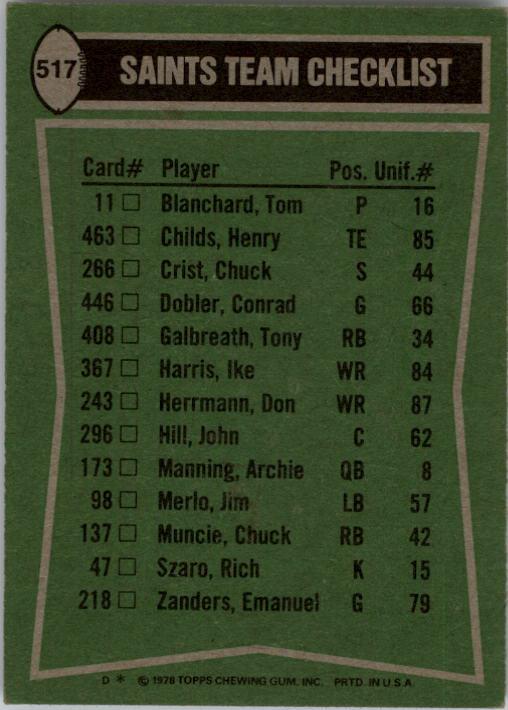 517 SAINTS TEAM CHECKLIST
Card# Player Pos. Unif.#
11 □ Blanchard, Tom P 16
463 □ Childs, Henry TE 85
266 □ Crist, Chuck S 44
446 □ Dobler, Conrad G 66
408 □ Galbreath, Tony RB 34
367 □ Harris, Ike WR 84
243 □ Herrmann, Don WR 87
296 □ Hill, John C 62
173 □ Manning, Archie QB 8
98 □ Merlo, Jim LB 57
137 □ Muncie, Chuck RB 42
47 □ Szaro, Rich K 15
218 □ Zanders, Emanuel G 79
D * © 1978 TOPPS CHEWING GUM, INC. PRTD. IN U.S.A.